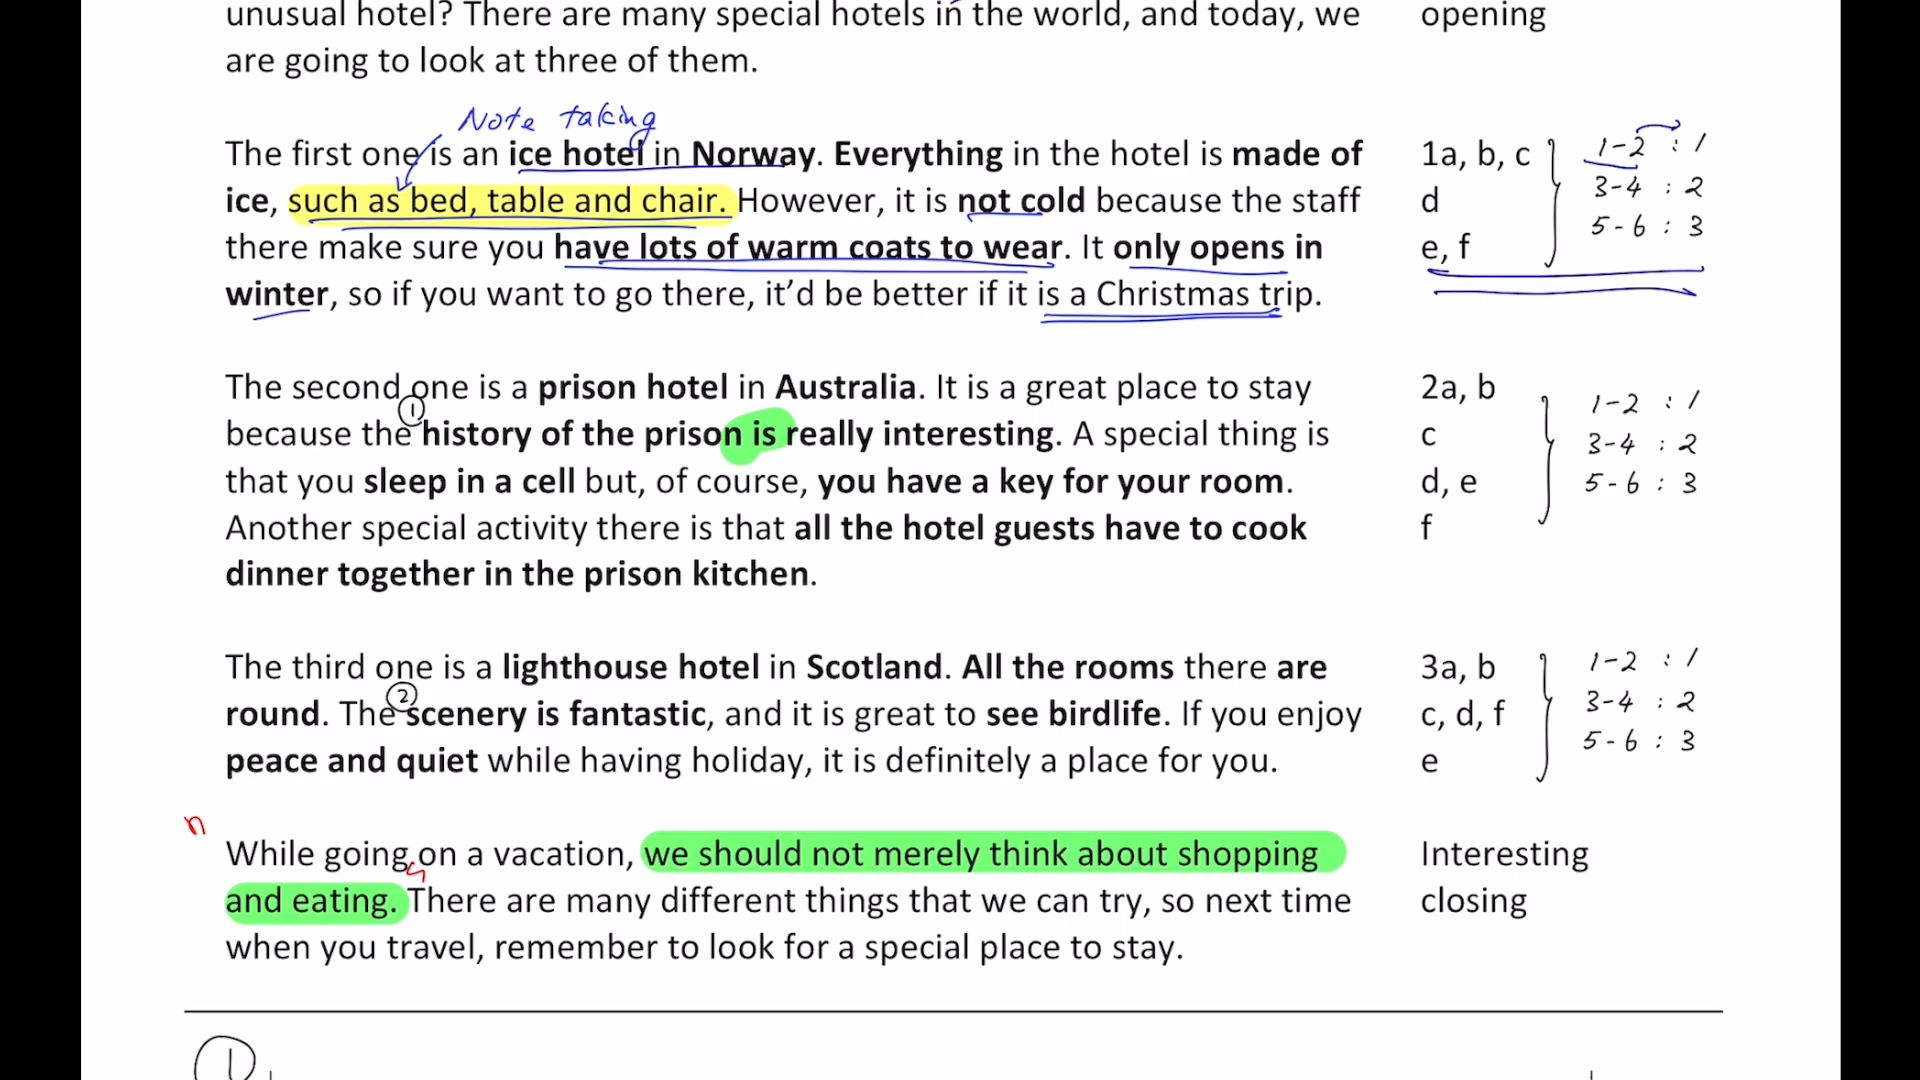 unusual hotel? There are many special hotels in the world, and today, we opening
are going to look at three of them.
Note taking
The first one is an ice hotel in Norway. Everything in the hotel is made of 1a, b, c 1-2 : 1
ice, such as bed, table and chair. However, it is not cold because the staff d 3-4 : 2
there make sure you have lots of warm coats to wear. It only opens in e, f 5-6 : 3
winter, so if you want to go there, it'd be better if it is a Christmas trip.
The second one is a prison hotel in Australia. It is a great place to stay 2a, b 1-2 : 1
①
because the history of the prison is really interesting. A special thing is c 3-4 : 2
that you sleep in a cell but, of course, you have a key for your room. d, e 5-6 : 3
Another special activity there is that all the hotel guests have to cook f
dinner together in the prison kitchen.
The third one is a lighthouse hotel in Scotland. All the rooms there are 3a, b 1-2 : 1
②
round. The scenery is fantastic, and it is great to see birdlife. If you enjoy c, d, f 3-4 : 2
peace and quiet while having holiday, it is definitely a place for you. e 5-6 : 3
n
While going on a vacation, we should not merely think about shopping Interesting
and eating. There are many different things that we can try, so next time closing
when you travel, remember to look for a special place to stay.
①